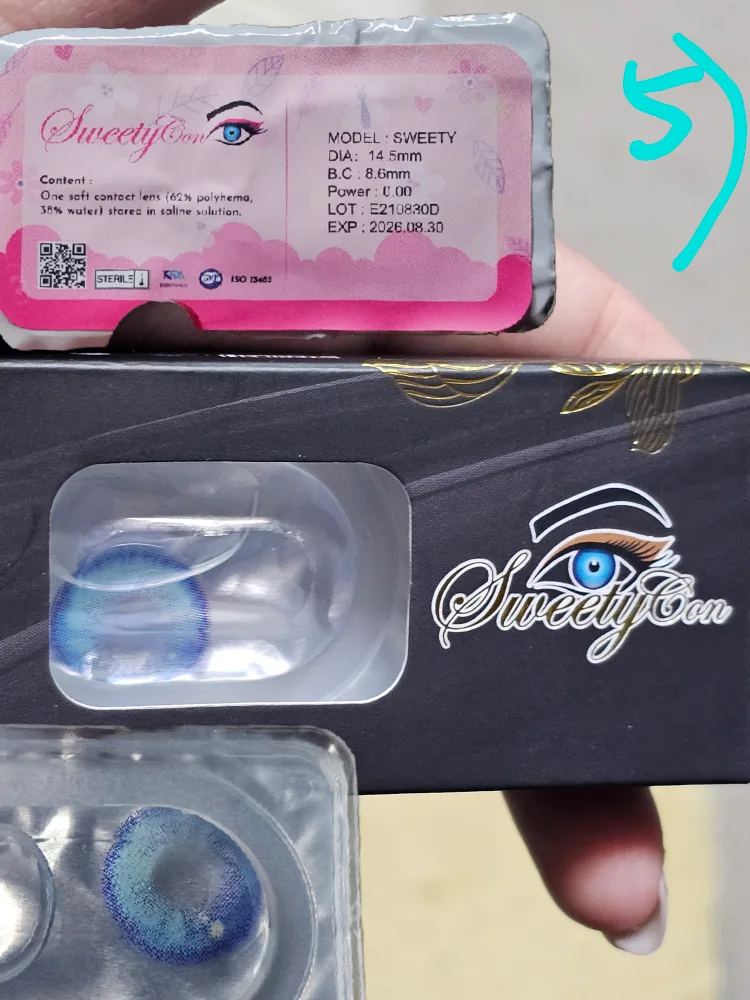 5)
SweetyCon
Content :
One soft contact lens (62% polyhema,
38% water) stored in saline solution.
STERILE
ISO 13485
MODEL : SWEETY
DIA: 14.5mm
B.C : 8.6mm
Power : 0.00
LOT : E210830D
EXP : 2026.08.30
SweetyCon